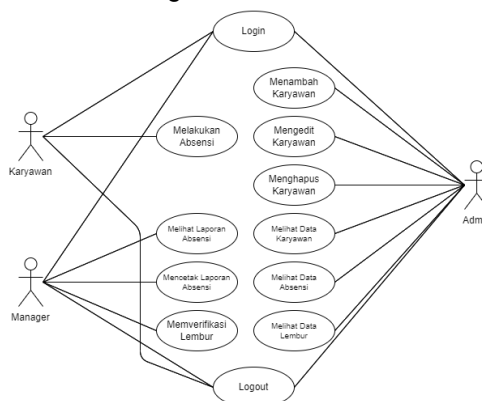 Login
Menambah
Karyawan
Melakukan
Absensi
Mengedit
Karyawan
Karyawan
Menghapus
Karyawan
Adm
Melihat Laporan
Absensi
Melihat Data
Karyawan
Mencetak Laporan
Absensi
Melihat Data
Absensi
Manager
Memverifikasi
Lembur
Melihat Data
Lembur
Logout